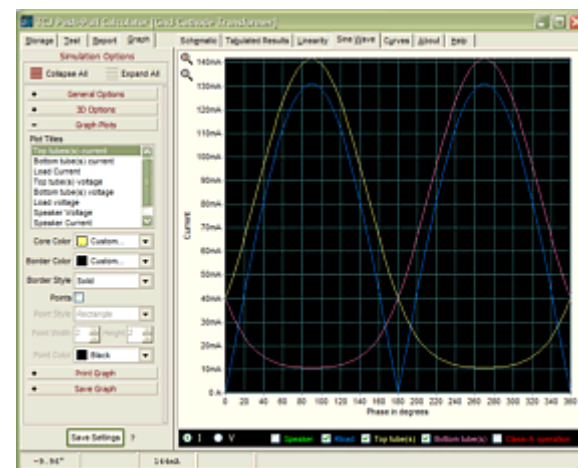 TCJ Push-Pull Calculator [Grid-Cathode-Transformer]
Storage Test Report Graph
Schematic Tabulated Results Linearity Sine Wave Curves About Help
Simulation Options
Collapse All Expand All
General Options
3D Options
Graph Plots
Plot Titles
Top tube(s) current
Bottom tube(s) current
Load Current
Top tube(s) voltage
Bottom tube(s) voltage
Load voltage
Speaker Voltage
Speaker Current
Core Color Custom...
Border Color Custom...
Border Style Solid
Points
Point Style Rectangle
Point Width 2 Height 2
Point Color Black
Print Graph
Save Graph
Save Settings ?
140mA
130mA
120mA
110mA
100mA
90mA
80mA
70mA
60mA
50mA
40mA
30mA
20mA
10mA
0 A
Current
0 20 40 60 80 100 120 140 160 180 200 220 240 260 280 300 320 340 360
Phase in degrees
I V Speaker Rload Top tube(s) Bottom tube(s) Class-A operation
-9.94° 144mA